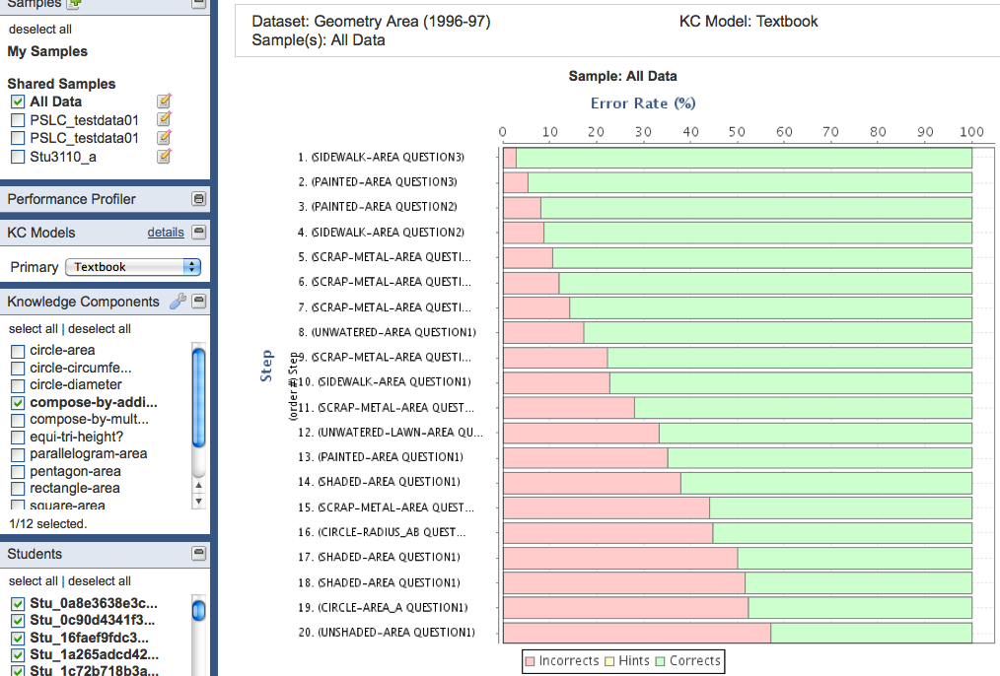 Samples
deselect all
My Samples
Shared Samples
All Data
PSLC_testdata01
PSLC_testdata01
Stu3110_a
Performance Profiler
KC Models details
Primary Textbook
Knowledge Components
select all | deselect all
circle-area
circle-circumfe...
circle-diameter
compose-by-addi...
compose-by-mult...
equi-tri-height?
parallelogram-area
pentagon-area
rectangle-area
square-area
1/12 selected.
Students
select all | deselect all
Stu_0a8e3638e3c...
Stu_0c90d4341f3...
Stu_16faef9fdc3...
Stu_1a265adcd42...
Stu_1c72b718b3a...
Dataset: Geometry Area (1996-97) KC Model: Textbook
Sample(s): All Data
Sample: All Data
Error Rate (%)
0 10 20 30 40 50 60 70 80 90 100
Step
(order #) Step
1. (SIDEWALK-AREA QUESTION3)
2. (PAINTED-AREA QUESTION3)
3. (PAINTED-AREA QUESTION2)
4. (SIDEWALK-AREA QUESTION2)
5. (SCRAP-METAL-AREA QUESTI...
6. (SCRAP-METAL-AREA QUESTI...
7. (SCRAP-METAL-AREA QUESTI...
8. (UNWATERED-AREA QUESTION1)
9. (SCRAP-METAL-AREA QUESTI...
10. (SIDEWALK-AREA QUESTION1)
11. (SCRAP-METAL-AREA QUEST...
12. (UNWATERED-LAWN-AREA QU...
13. (PAINTED-AREA QUESTION1)
14. (SHADED-AREA QUESTION1)
15. (SCRAP-METAL-AREA QUEST...
16. (CIRCLE-RADIUS_AB QUEST...
17. (SHADED-AREA QUESTION1)
18. (SHADED-AREA QUESTION1)
19. (CIRCLE-AREA_A QUESTION1)
20. (UNSHADED-AREA QUESTION1)
Incorrects Hints Corrects